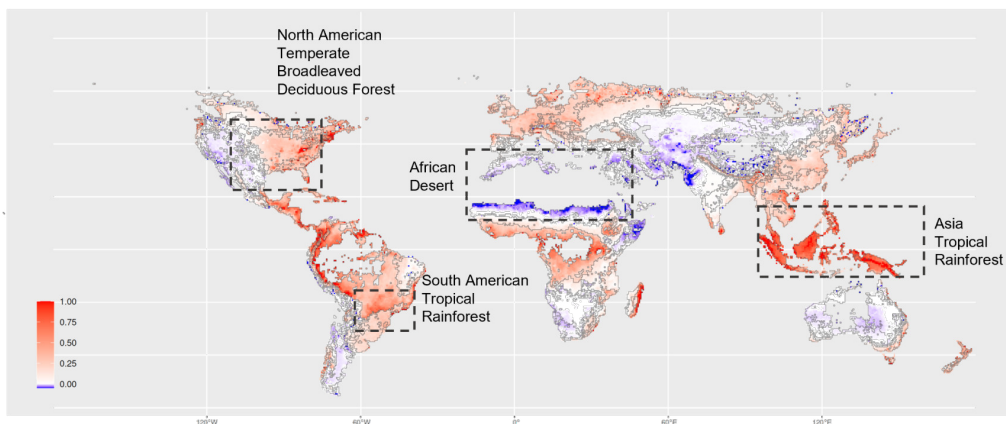 North American
Temperate
Broadleaved
Deciduous Forest
African
Desert
Asia
Tropical
Rainforest
South American
Tropical
Rainforest
1.00
0.75
0.50
0.25
0.00
120°W
60°W
0°
60°E
120°E